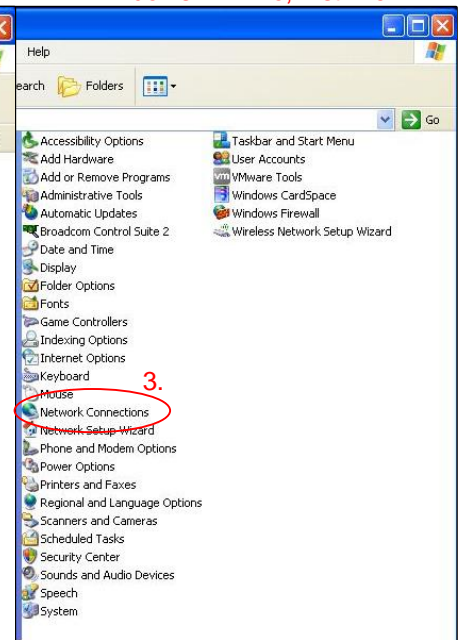 Help
earch Folders
Go
Accessibility Options
Add Hardware
Add or Remove Programs
Administrative Tools
Automatic Updates
Broadcom Control Suite 2
Date and Time
Display
Folder Options
Fonts
Game Controllers
Indexing Options
Internet Options
Keyboard
3.
Mouse
Network Connections
Network Setup Wizard
Phone and Modem Options
Power Options
Printers and Faxes
Regional and Language Options
Scanners and Cameras
Scheduled Tasks
Security Center
Sounds and Audio Devices
Speech
System
Taskbar and Start Menu
User Accounts
vm VMware Tools
Windows CardSpace
Windows Firewall
Wireless Network Setup Wizard